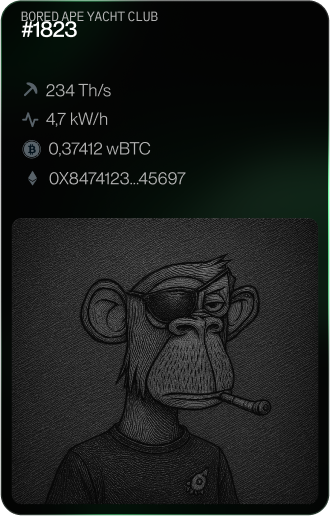 BORED APE YACHT CLUB
#1823
234 Th/s
4,7 kW/h
0,37412 wBTC
0X8474123...45697